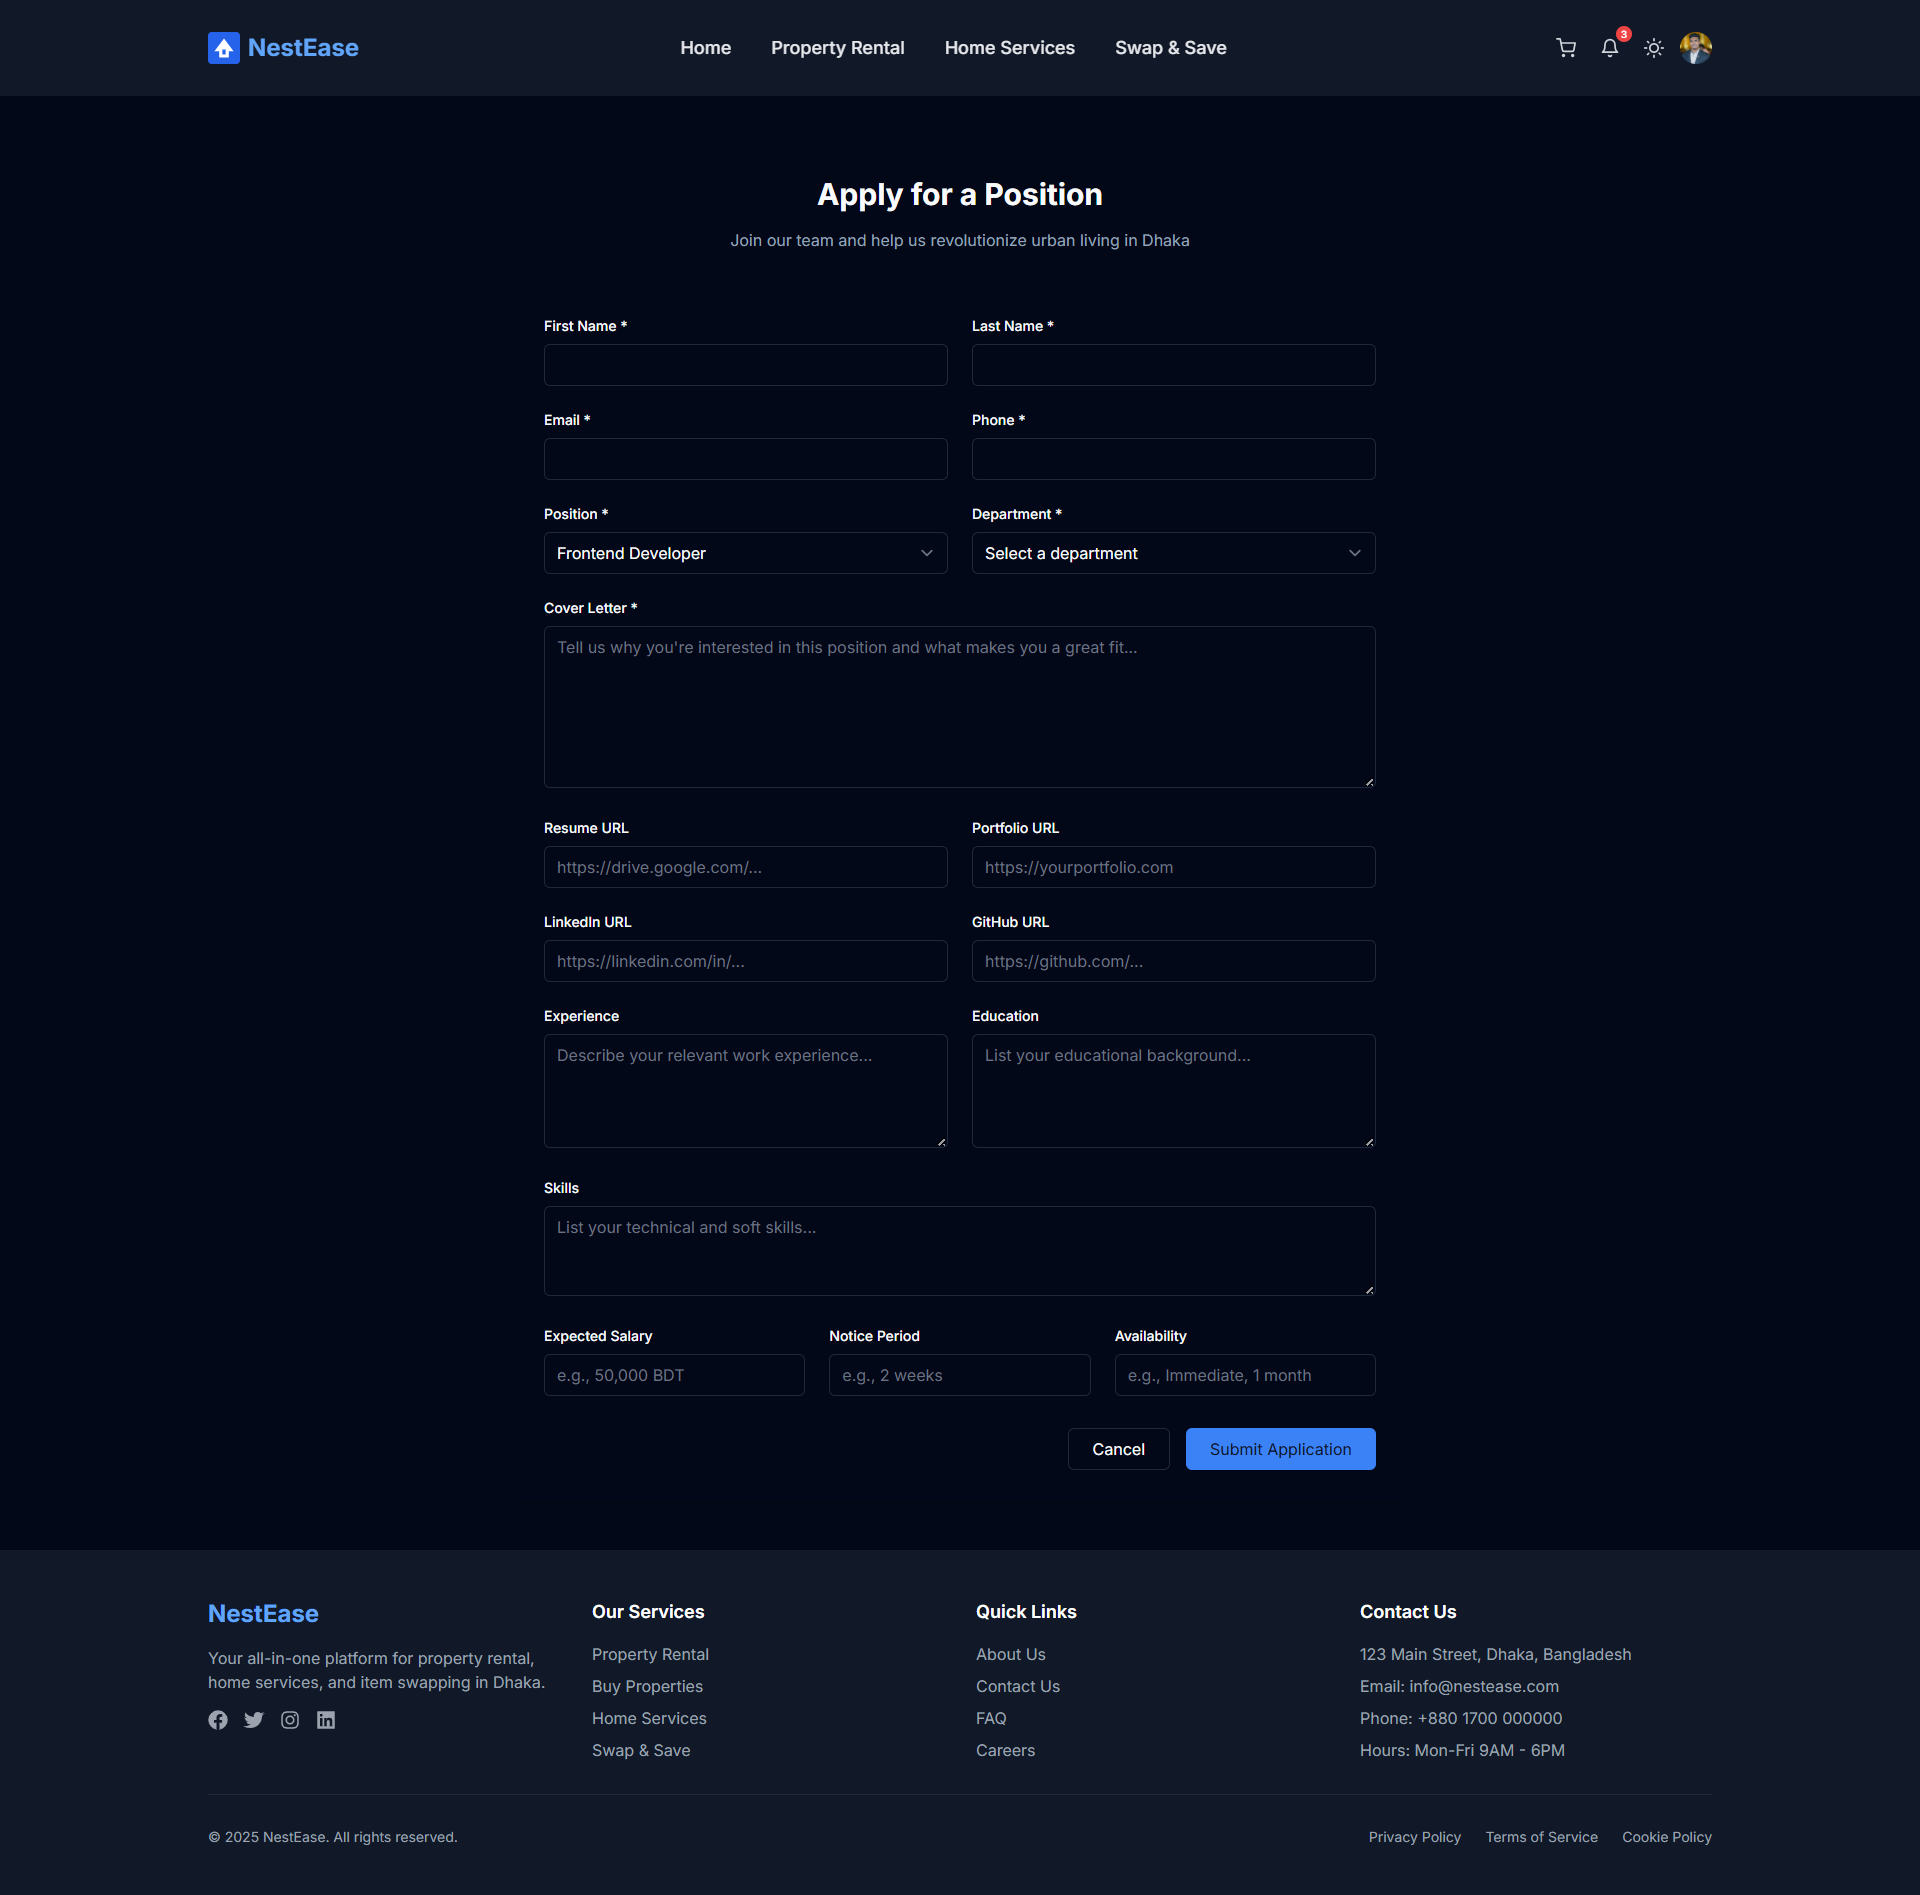 NestEase
Home
Property Rental
Home Services
Swap & Save
3
Apply for a Position
Join our team and help us revolutionize urban living in Dhaka
First Name *
Last Name *
Email *
Phone *
Position *
Department *
Frontend Developer
Select a department
Cover Letter *
Tell us why you're interested in this position and what makes you a great fit...
Resume URL
Portfolio URL
https://drive.google.com/...
https://yourportfolio.com
LinkedIn URL
GitHub URL
https://linkedin.com/in/...
https://github.com/...
Experience
Education
Describe your relevant work experience...
List your educational background...
Skills
List your technical and soft skills...
Expected Salary
Notice Period
Availability
e.g., 50,000 BDT
e.g., 2 weeks
e.g., Immediate, 1 month
Cancel
Submit Application
NestEase
Your all-in-one platform for property rental,
home services, and item swapping in Dhaka.
Our Services
Property Rental
Buy Properties
Home Services
Swap & Save
Quick Links
About Us
Contact Us
FAQ
Careers
Contact Us
123 Main Street, Dhaka, Bangladesh
Email: info@nestease.com
Phone: +880 1700 000000
Hours: Mon-Fri 9AM - 6PM
© 2025 NestEase. All rights reserved.
Privacy Policy
Terms of Service
Cookie Policy